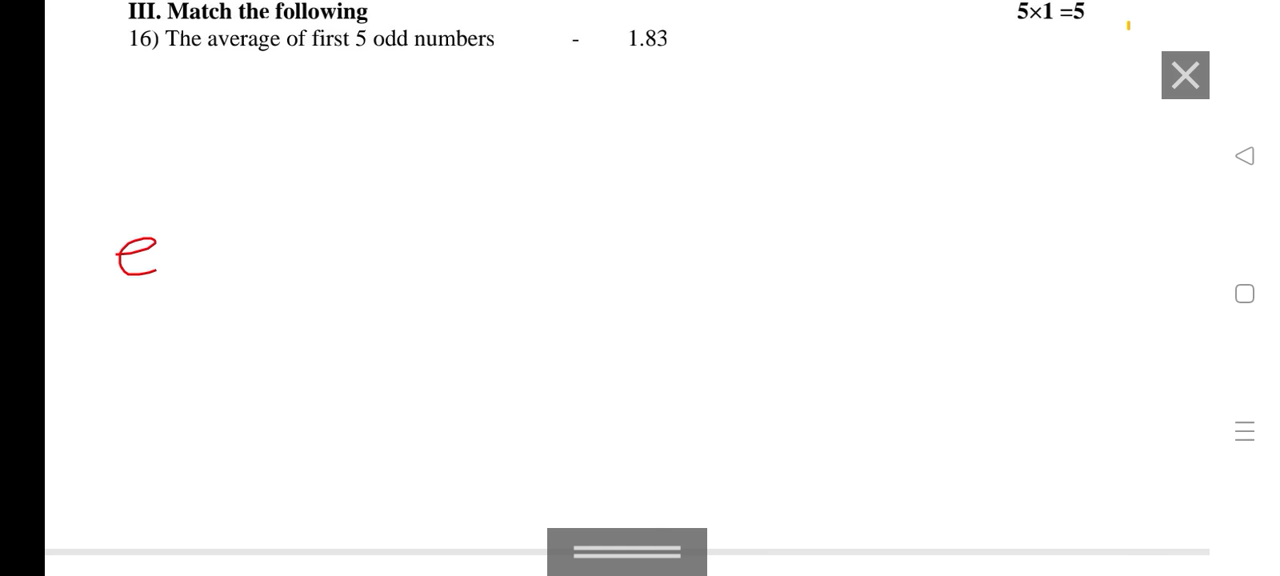 III. Match the following 5×1 =5
16) The average of first 5 odd numbers - 1.83
e